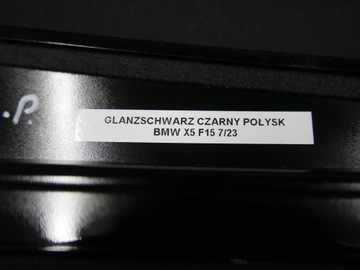 .P.
GLANZSCHWARZ CZARNY POŁYSK
BMW X5 F15 7/23